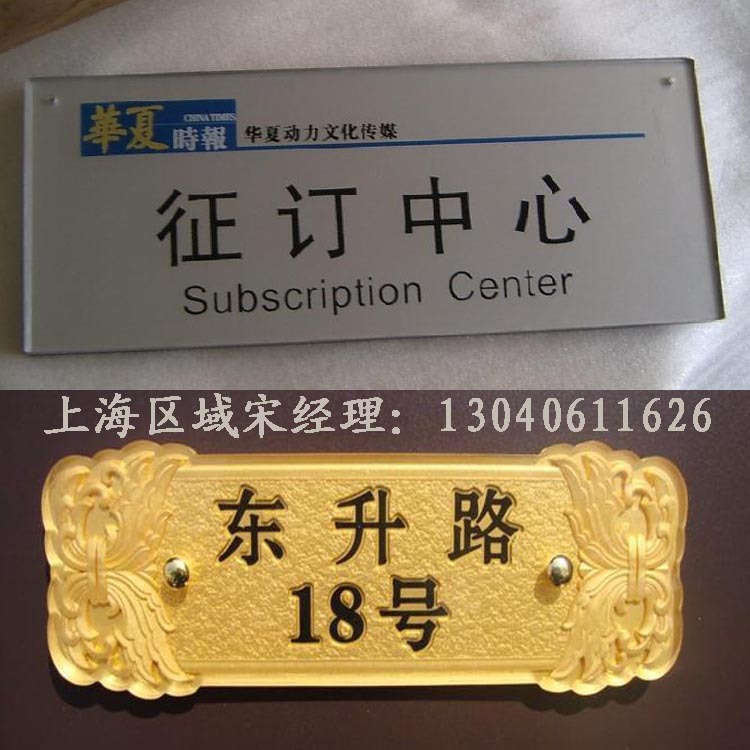 華夏
CHINA TIMES
時報
华夏动力文化传媒
征订中心
Subscription Center
上海区域宋经理：13040611626
东升路
18号